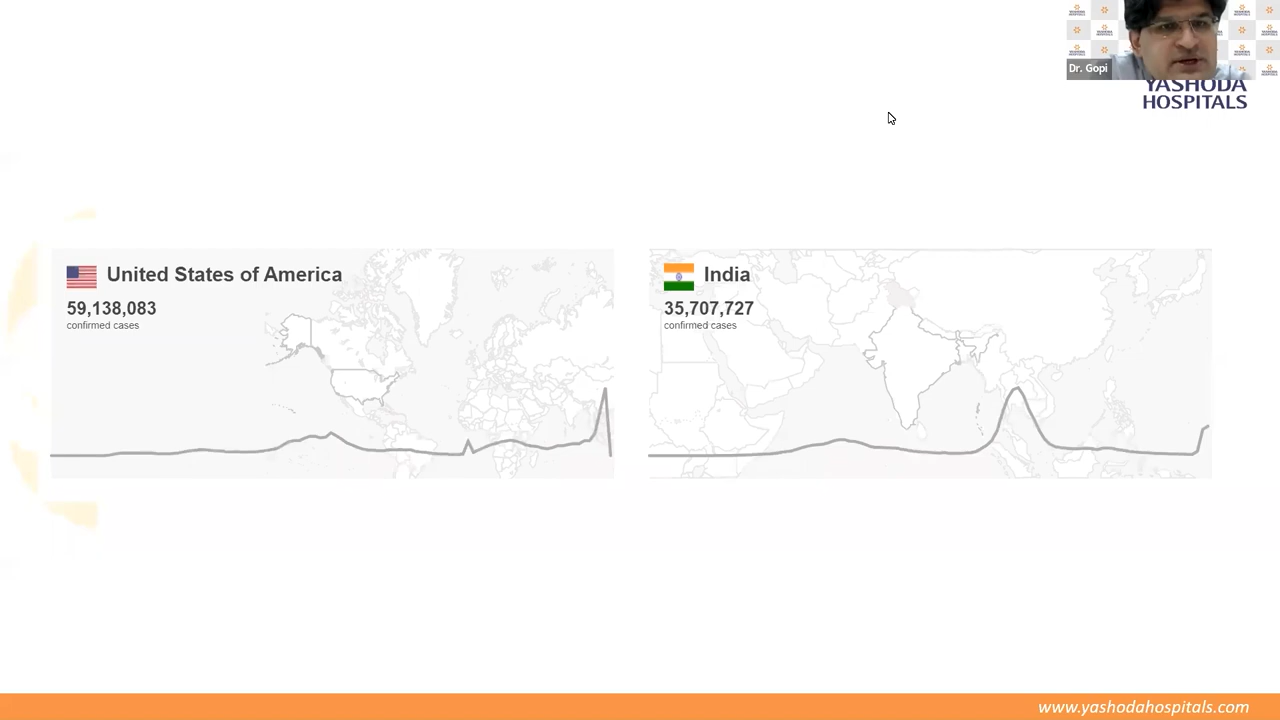 Dr. Gopi
YASHODA
HOSPITALS
United States of America
59,138,083
confirmed cases
India
35,707,727
confirmed cases
www.yashodahospitals.com